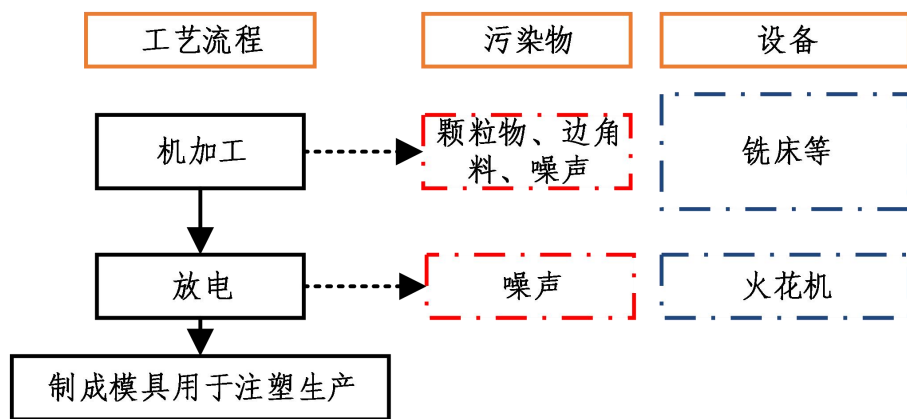 工艺流程
污染物
设备
机加工
颗粒物、边角
料、噪声
铣床等
放电
噪声
火花机
制成模具用于注塑生产